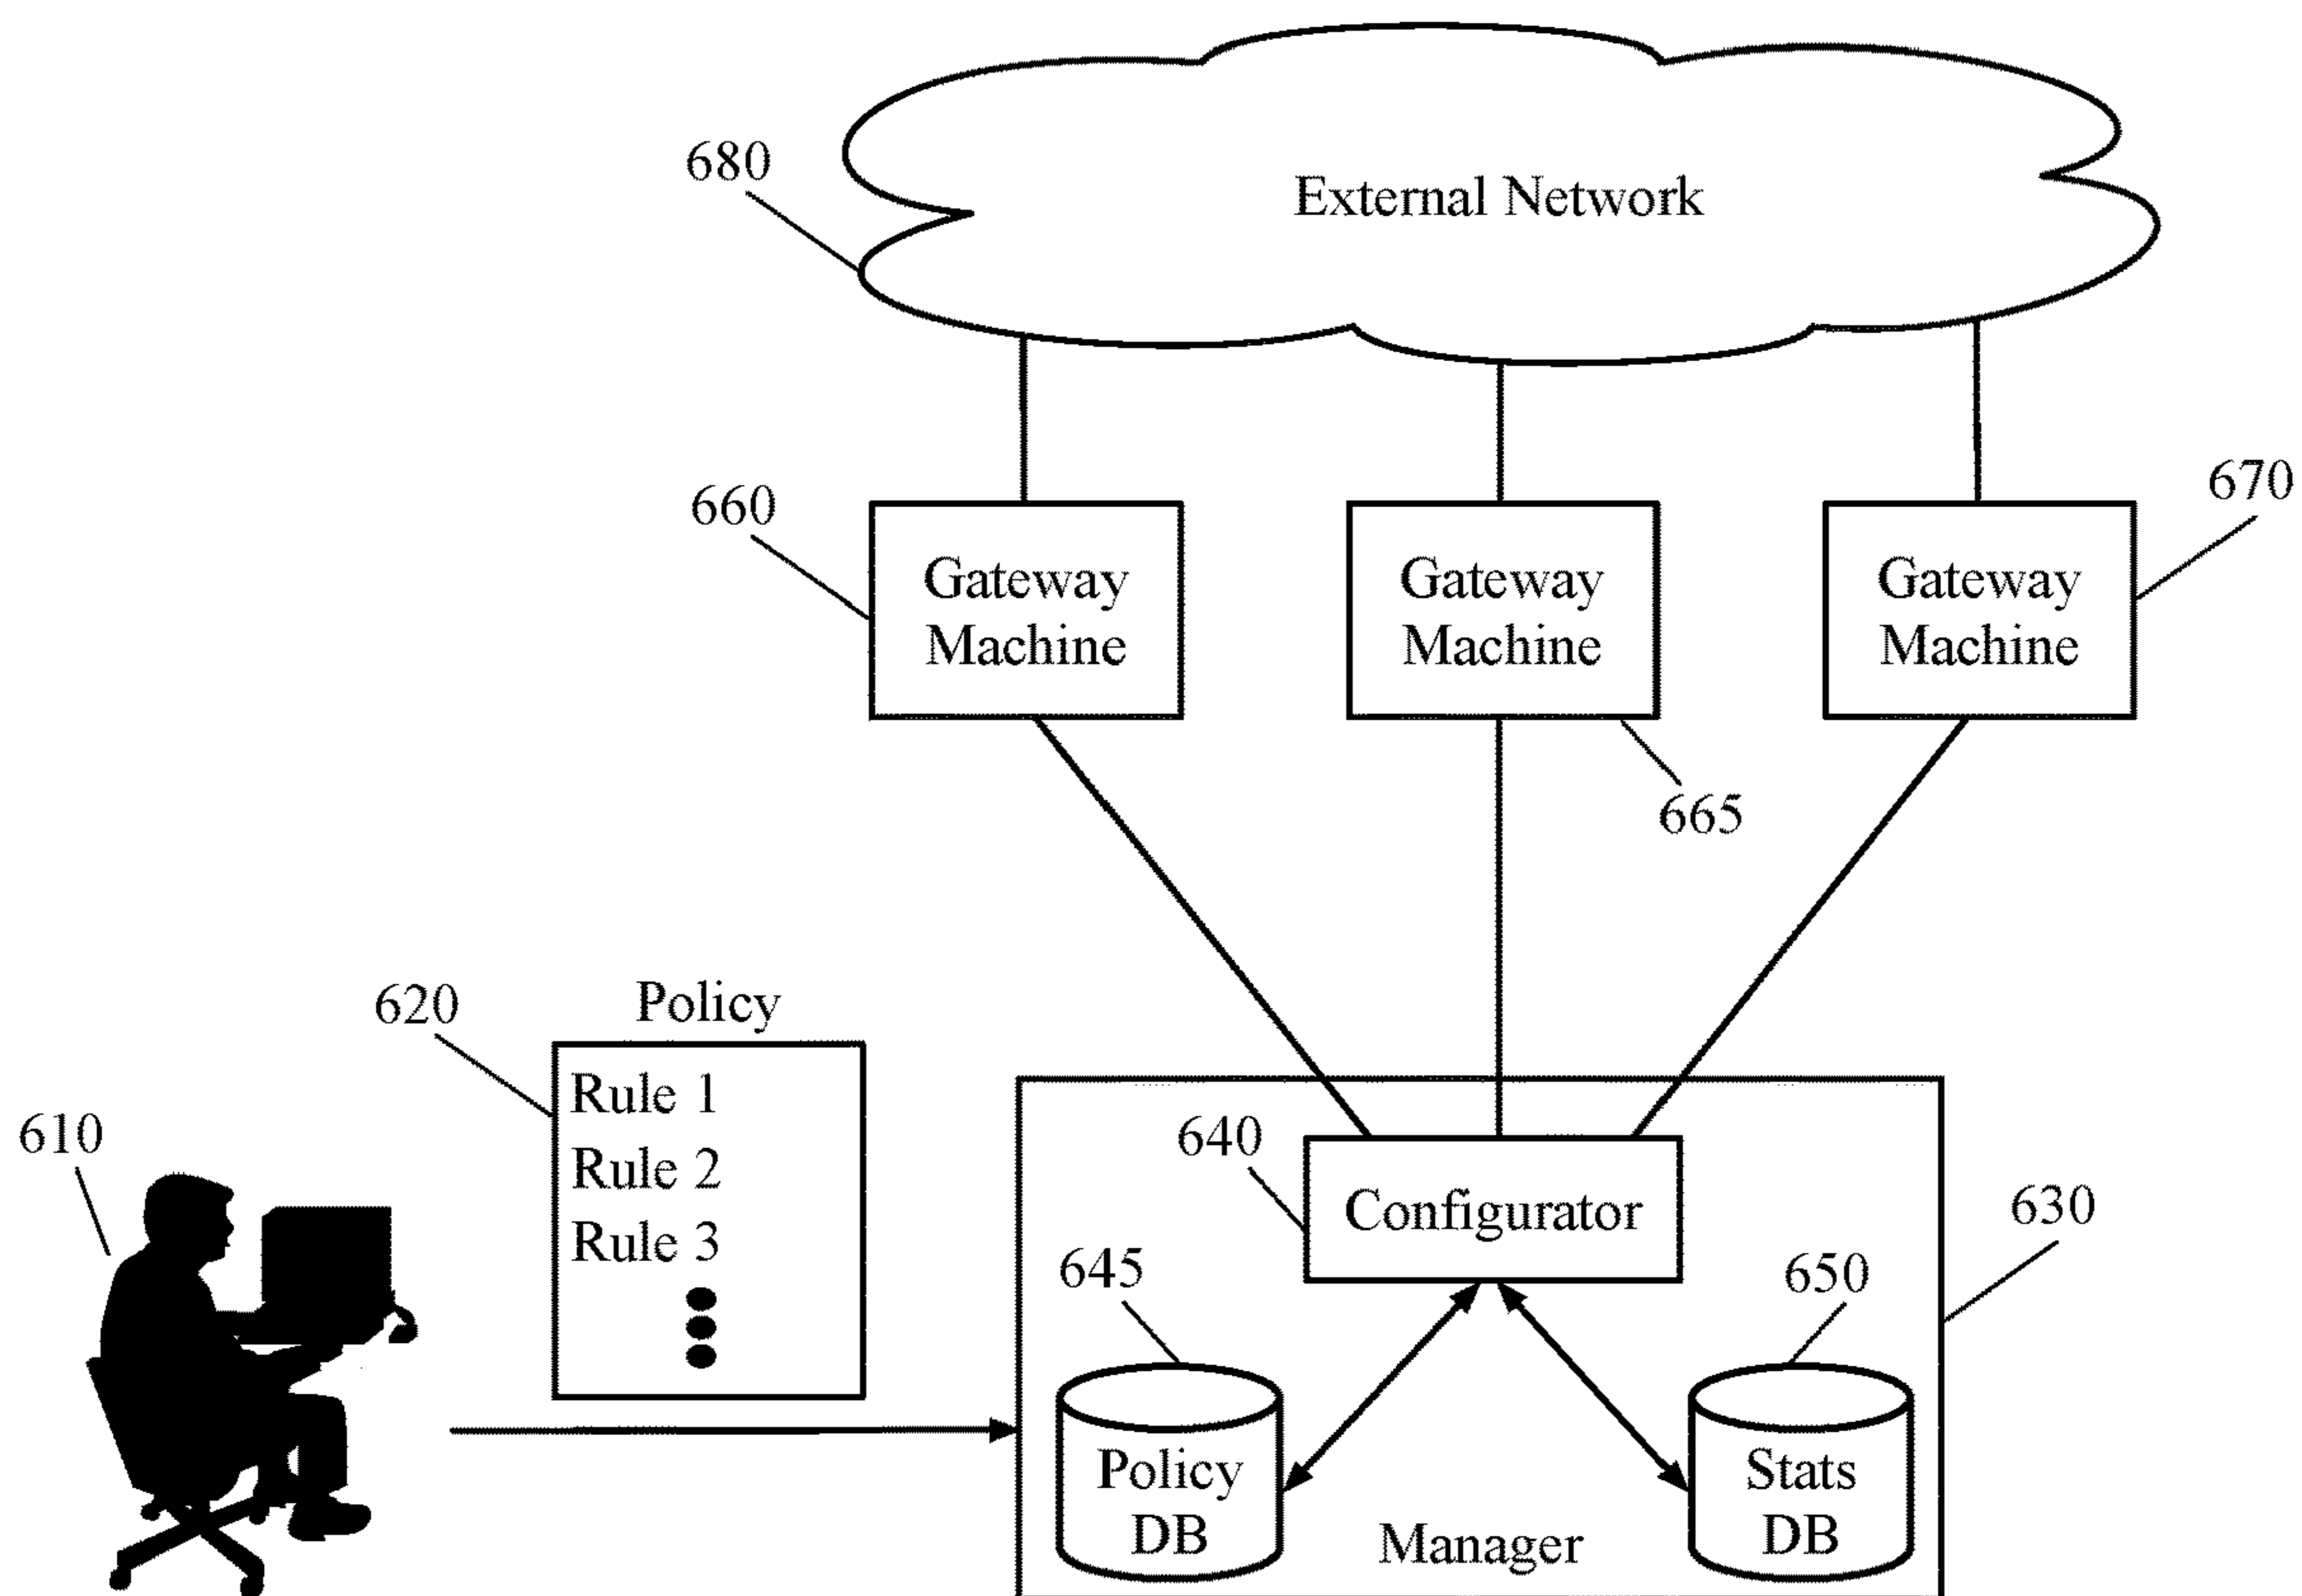 680
External Network
660
670
Gateway
Machine
Gateway
Machine
Gateway
Machine
665
620
Policy
Rule 1
Rule 2
Rule 3
610
640
Configurator
630
645
650
Policy
DB
Stats
DB
Manager